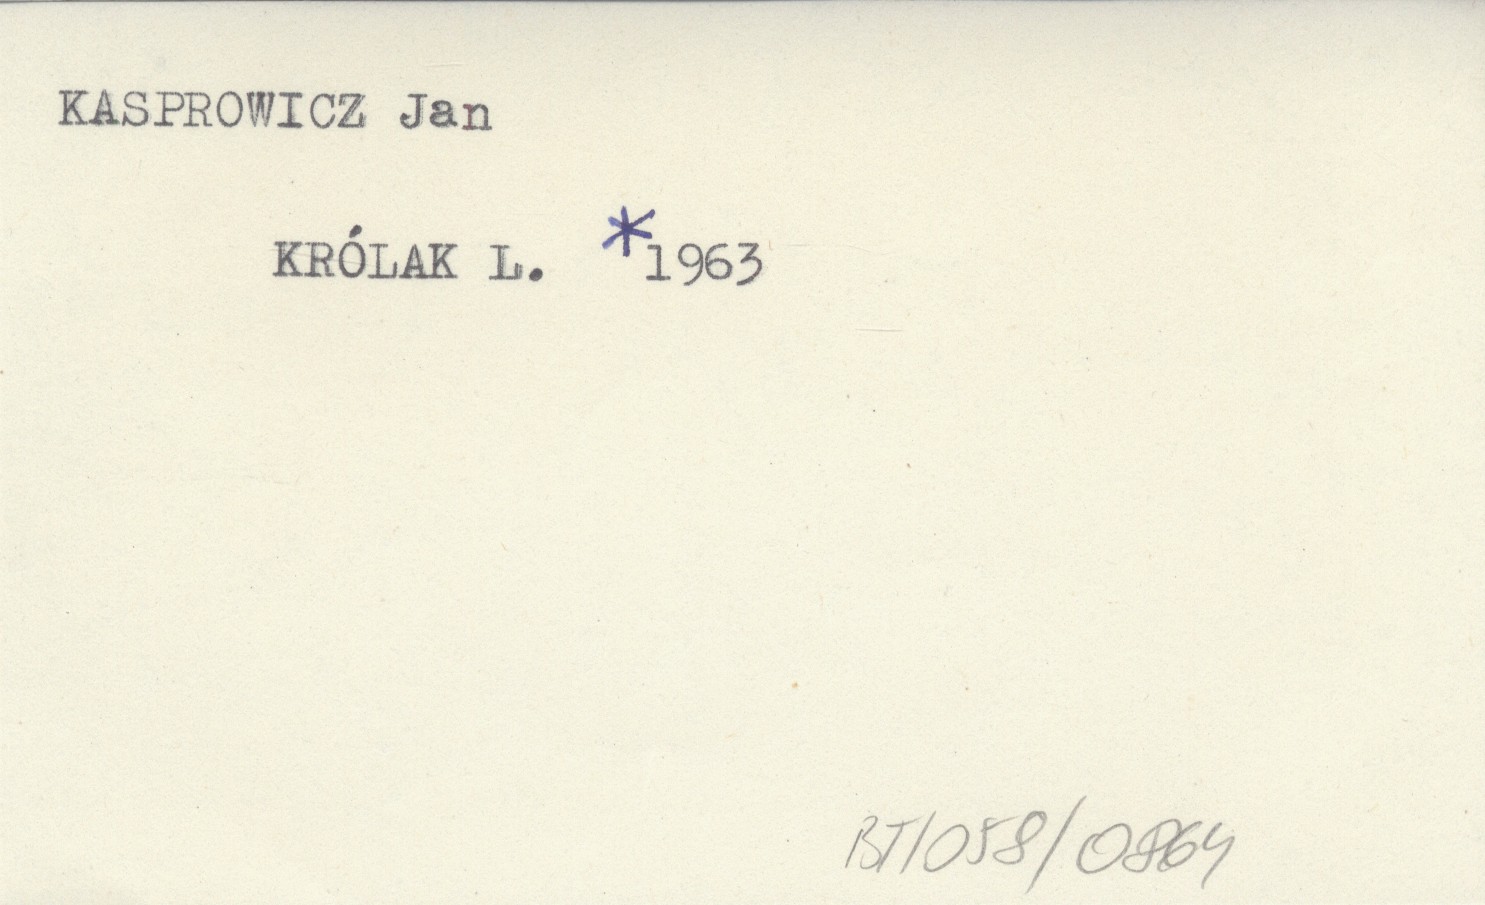 KASPROWICZ Jan
KRÓLAK L. *1963
BT/058/0864